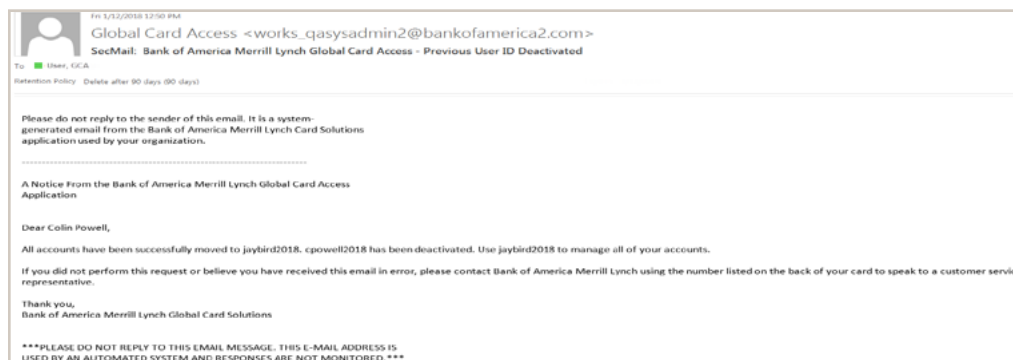 Fri 1/12/2018 12:50 PM
Global Card Access <works_qasysadmin2@bankofamerica2.com>
SecMail: Bank of America Merrill Lynch Global Card Access - Previous User ID Deactivated
To User, GCA
Retention Policy Delete after 90 days (90 days)
Please do not reply to the sender of this email. It is a system-
generated email from the Bank of America Merrill Lynch Card Solutions
application used by your organization.
------------------------------------------------------------------------
A Notice From the Bank of America Merrill Lynch Global Card Access
Application
Dear Colin Powell,
All accounts have been successfully moved to jaybird2018. cpowell2018 has been deactivated. Use jaybird2018 to manage all of your accounts.
If you did not perform this request or believe you have received this email in error, please contact Bank of America Merrill Lynch using the number listed on the back of your card to speak to a customer servic
representative.
Thank you,
Bank of America Merrill Lynch Global Card Solutions
***PLEASE DO NOT REPLY TO THIS EMAIL MESSAGE. THIS E-MAIL ADDRESS IS
USED BY AN AUTOMATED SYSTEM AND RESPONSES ARE NOT MONITORED.***